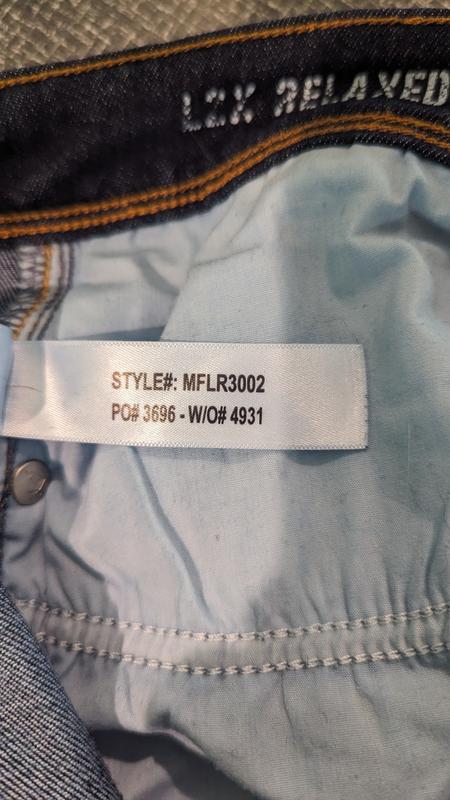 L2X RELAXED
STYLE#: MFLR3002
PO# 3696 - W/O# 4931